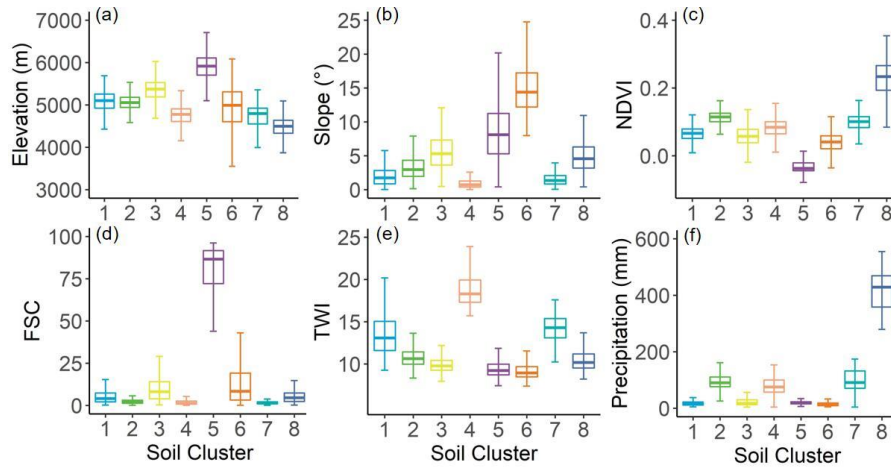 (a)
Elevation (m)
7000
6000
5000
4000
3000
1 2 3 4 5 6 7 8
(b)
Slope (°)
25
20
15
10
5
0
1 2 3 4 5 6 7 8
(c)
NDVI
0.4
0.2
0.0
1 2 3 4 5 6 7 8
(d)
FSC
100
75
50
25
0
1 2 3 4 5 6 7 8
Soil Cluster
(e)
TWI
25
20
15
10
1 2 3 4 5 6 7 8
Soil Cluster
(f)
Precipitation (mm)
600
400
200
0
1 2 3 4 5 6 7 8
Soil Cluster